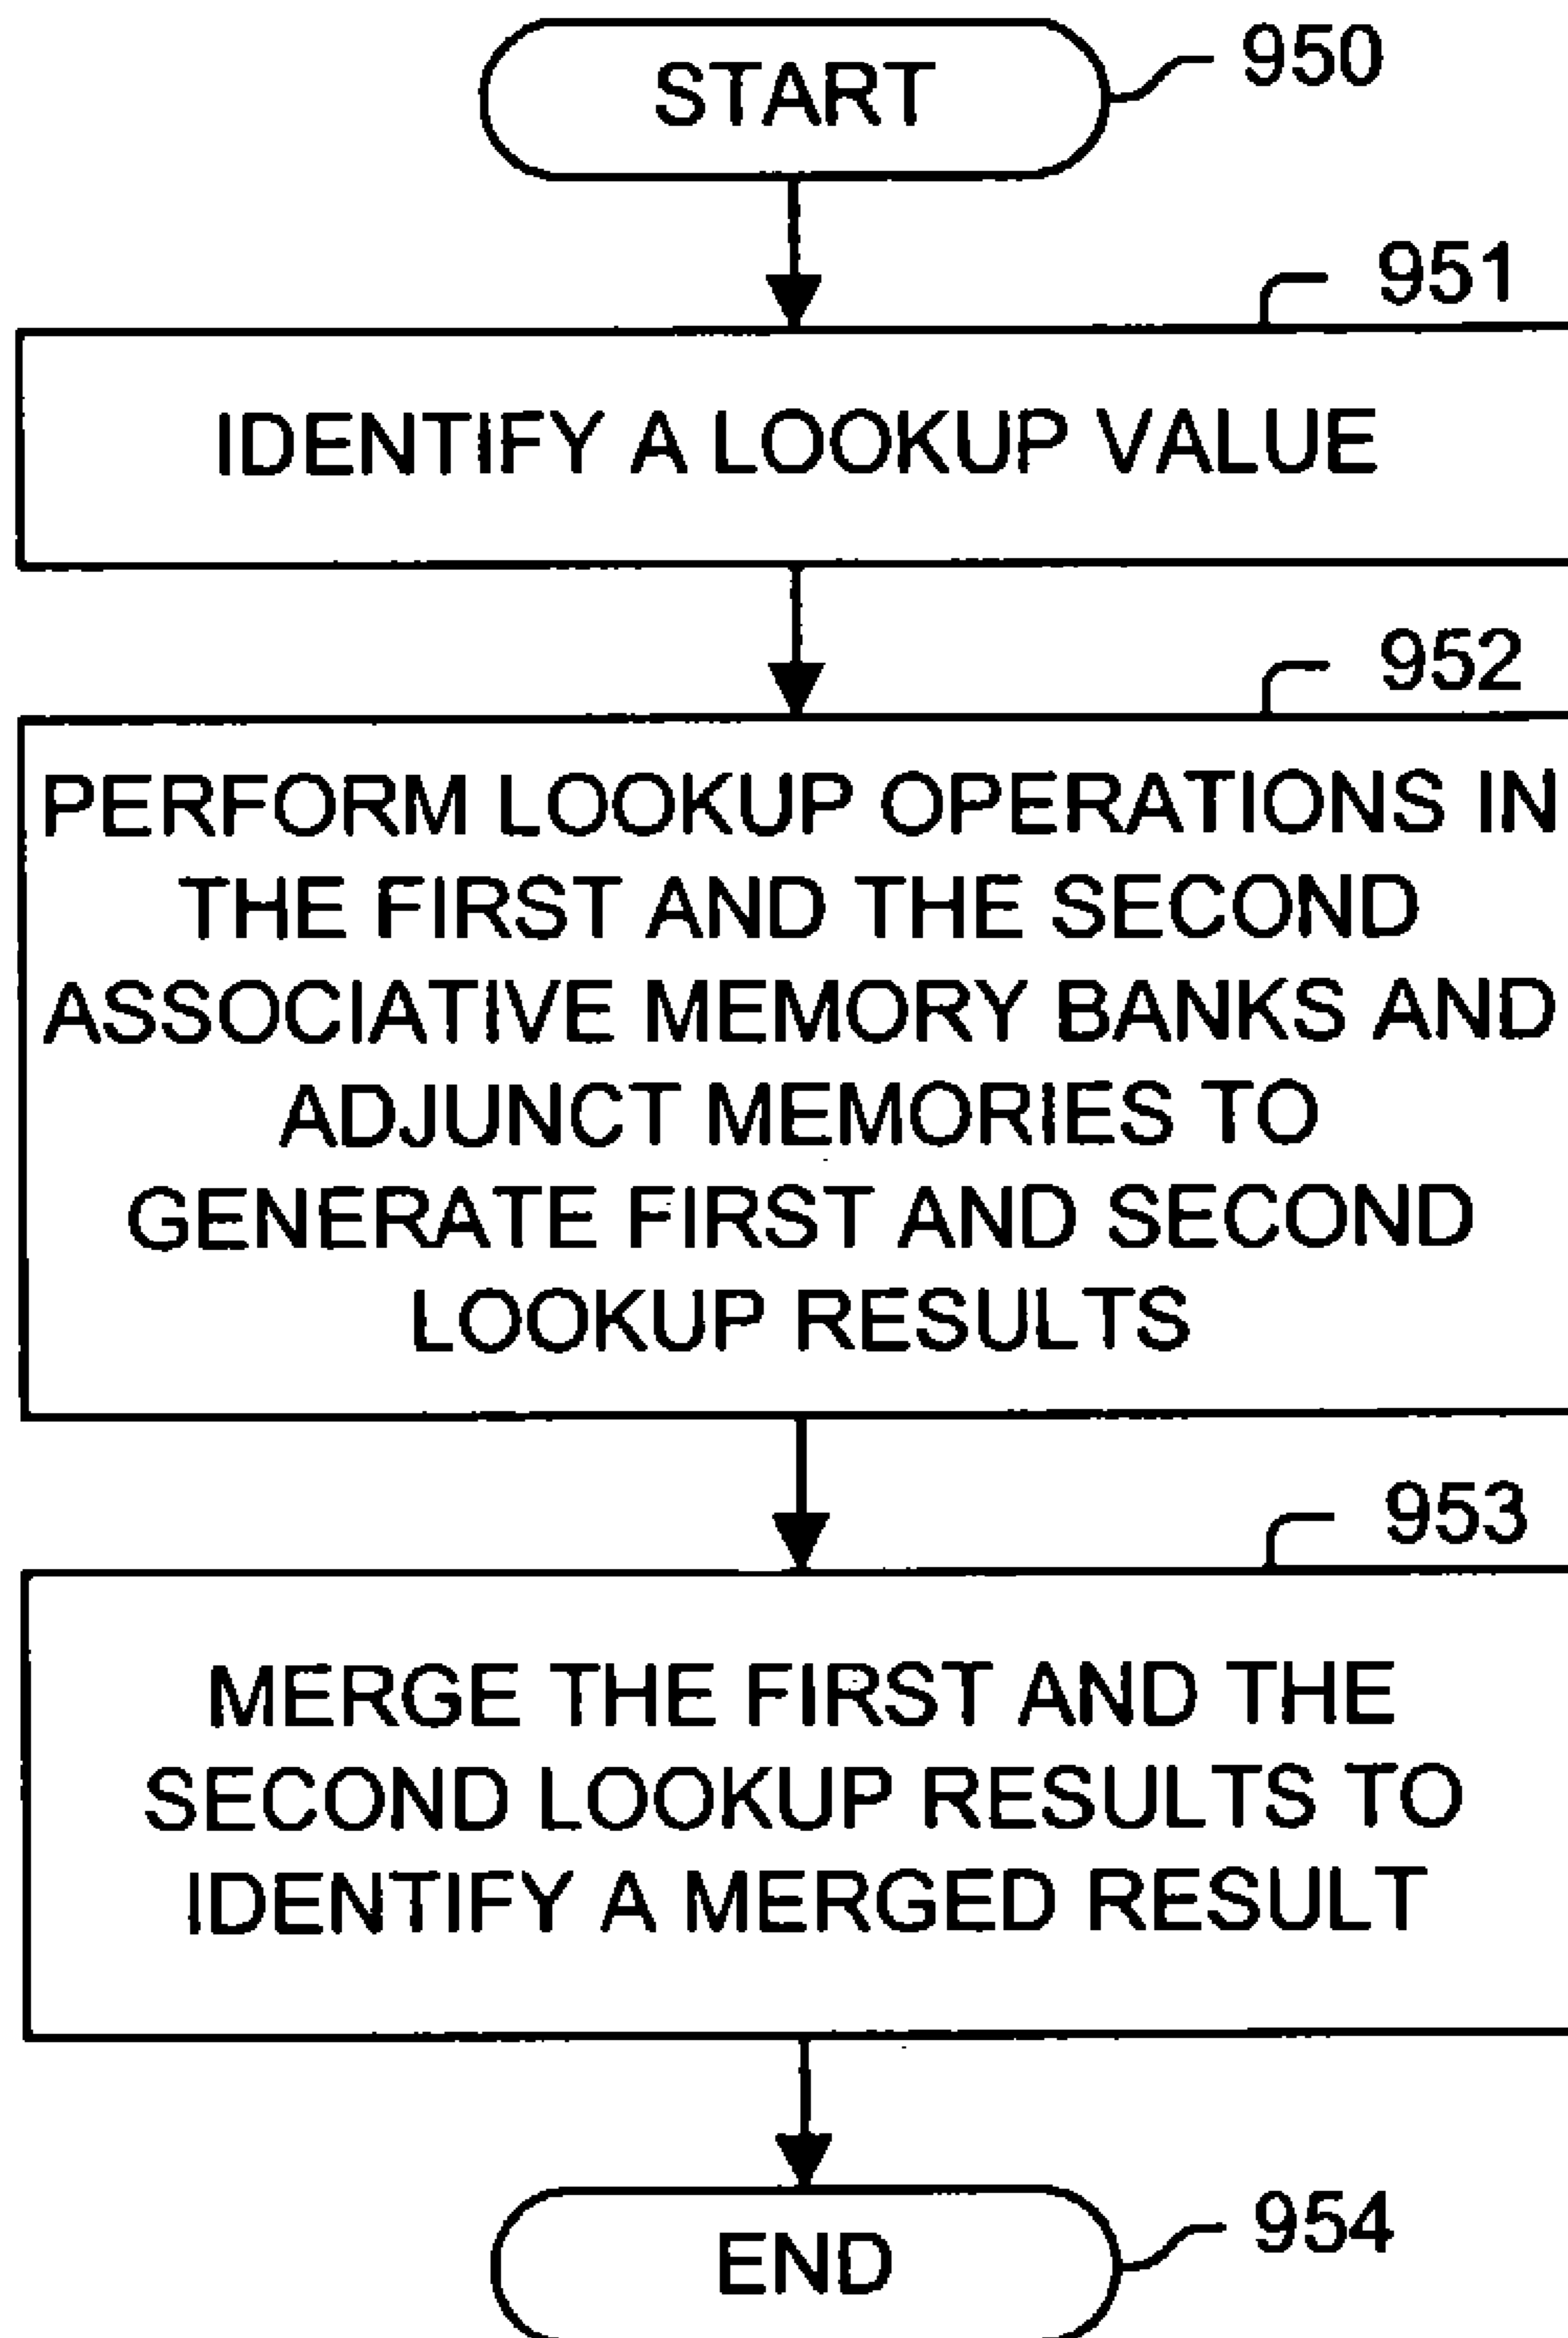 START
950
951
IDENTIFY A LOOKUP VALUE
952
PERFORM LOOKUP OPERATIONS IN
THE FIRST AND THE SECOND
ASSOCIATIVE MEMORY BANKS AND
ADJUNCT MEMORIES TO
GENERATE FIRST AND SECOND
LOOKUP RESULTS
953
MERGE THE FIRST AND THE
SECOND LOOKUP RESULTS TO
IDENTIFY A MERGED RESULT
954
END